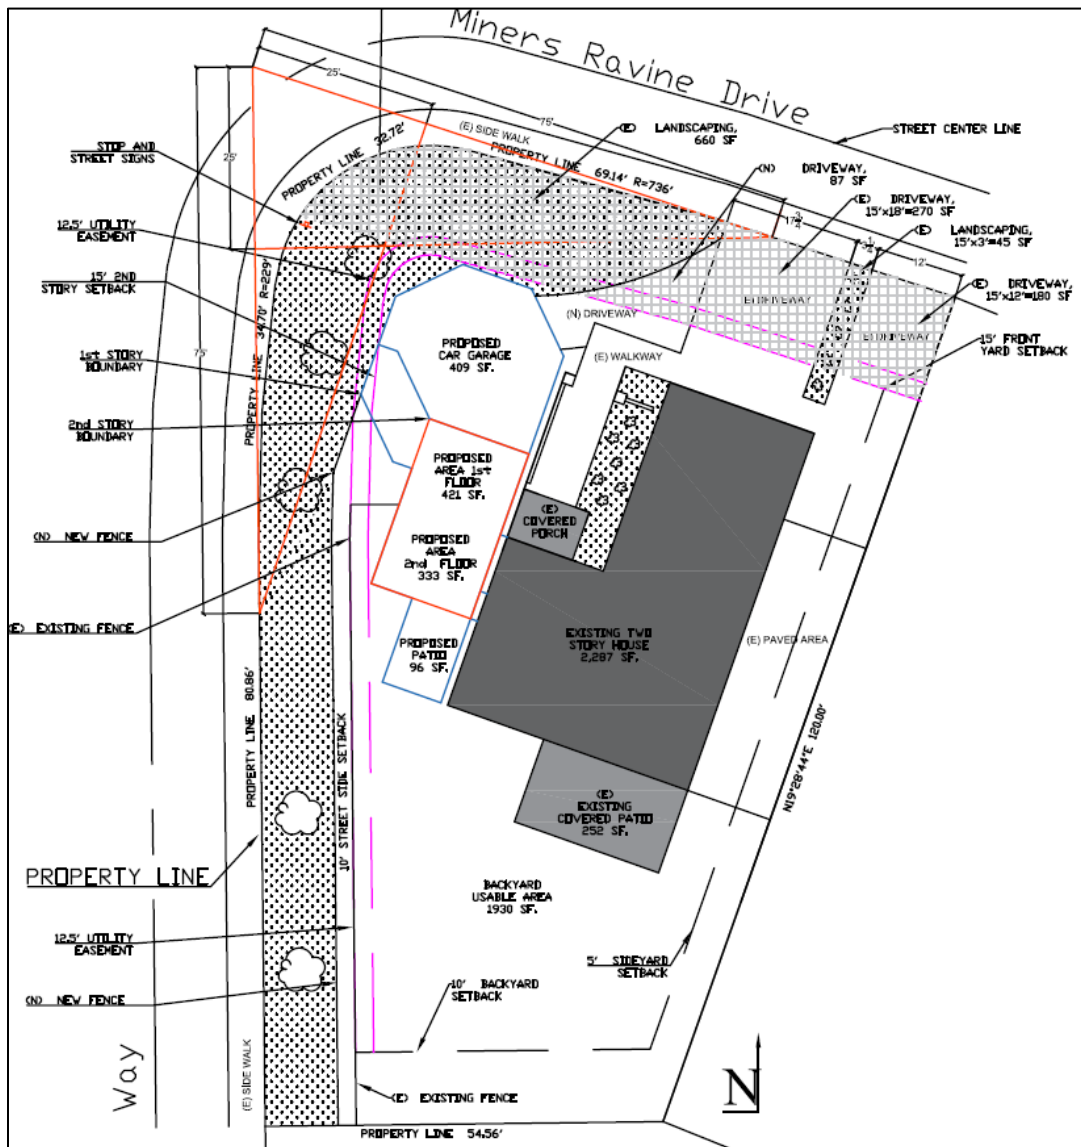 Miners Ravine Drive
25'
75'
STREET CENTER LINE
(E) LANDSCAPING,
660 SF
(E) SIDE WALK
PROPERTY LINE 32.72'
PROPERTY LINE 69.14' R=736'
(N) DRIVEWAY,
87 SF
STOP AND
STREET SIGNS
25'
(E) DRIVEWAY,
15'x18'=270 SF
12.5' UTILITY
EASEMENT
(E) LANDSCAPING,
15'x3'=45 SF
12'
15' 2ND
STORY SETBACK
(E) DRIVEWAY,
15'x12'=180 SF
(E) DRIVEWAY
(E) DRIVEWAY
(N) DRIVEWAY
15' FRONT
YARD SETBACK
PROPERTY LINE 34.70' R=229'
75'
1st STORY
BOUNDARY
PROPOSED
CAR GARAGE
409 SF.
(E) WALKWAY
2nd STORY
BOUNDARY
PROPOSED
AREA 1st
FLOOR
421 SF.
(E)
COVERED
PORCH
(N) NEW FENCE
PROPOSED
AREA
2nd FLOOR
333 SF.
(E) EXISTING FENCE
EXISTING TWO
STORY HOUSE
2,287 SF.
(E) PAVED AREA
PROPOSED
PATIO
96 SF.
PROPERTY LINE 80.86'
10' STREET SIDE SETBACK
N19°28'44"E 120.00'
(E)
EXISTING
COVERED PATIO
252 SF.
PROPERTY LINE
BACKYARD
USABLE AREA
1930 SF.
12.5' UTILITY
EASEMENT
5' SIDEYARD
SETBACK
10' BACKYARD
SETBACK
(N) NEW FENCE
Way
(E) SIDE WALK
(E) EXISTING FENCE
N
PROPERTY LINE 54.56'